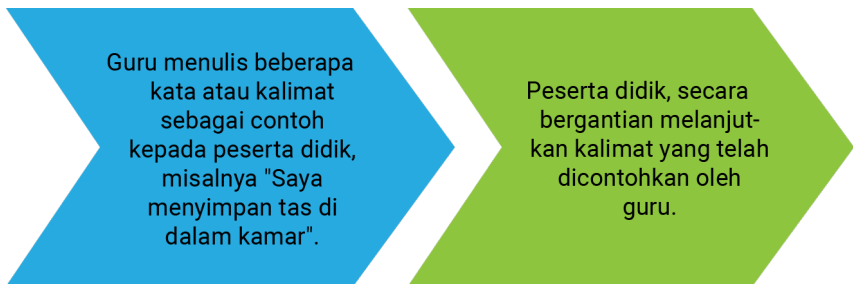 Guru menulis beberapa
kata atau kalimat
sebagai contoh
kepada peserta didik,
misalnya "Saya
menyimpan tas di
dalam kamar".
Peserta didik, secara
bergantian melanjut-
kan kalimat yang telah
dicontohkan oleh
guru.